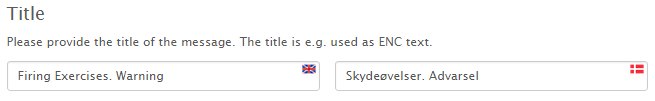 Title
Please provide the title of the message. The title is e.g. used as ENC text.
Firing Exercises. Warning
Skydeøvelser. Advarsel